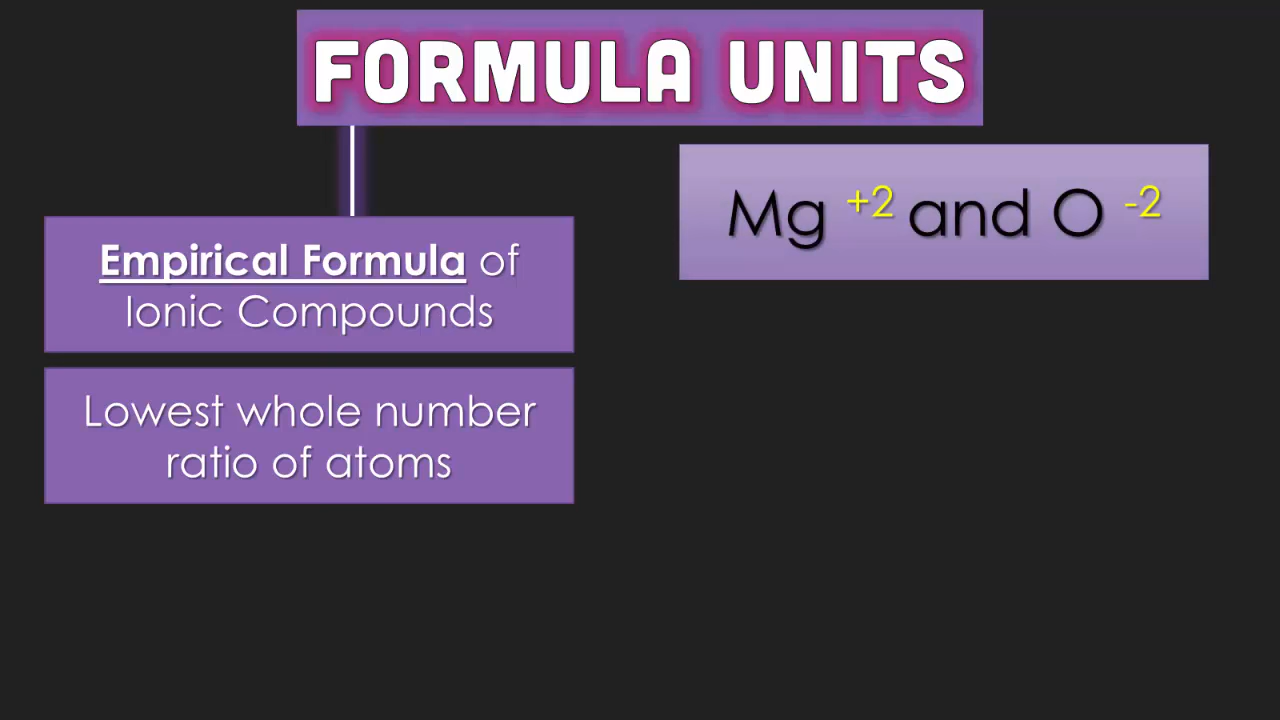 FORMULA UNITS
Mg +2 and O -2
Empirical Formula of
Ionic Compounds
Lowest whole number
ratio of atoms